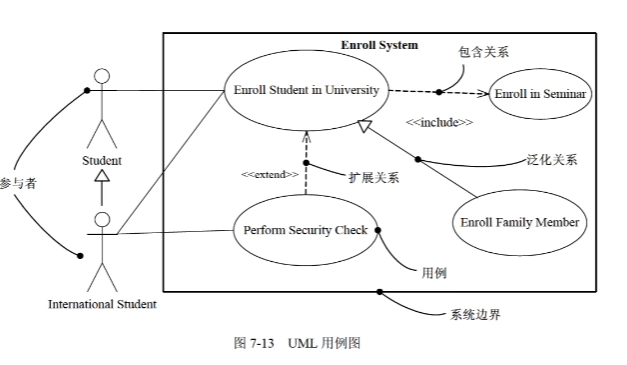 Enroll System
包含关系
Enroll Student in University
Enroll in Seminar
<<include>>
Student
泛化关系
<<extend>>
扩展关系
参与者
Perform Security Check
Enroll Family Member
用例
International Student
系统边界
图 7-13 UML 用例图